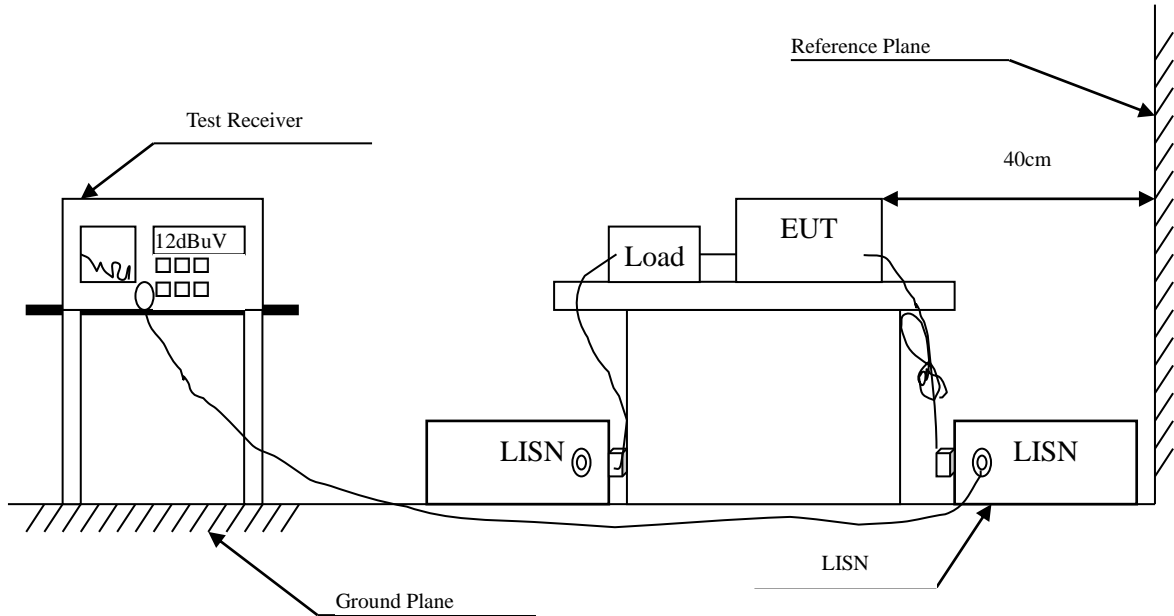 Reference Plane
Test Receiver
40cm
12dBuV
EUT
Load
LISN
LISN
LISN
Ground Plane